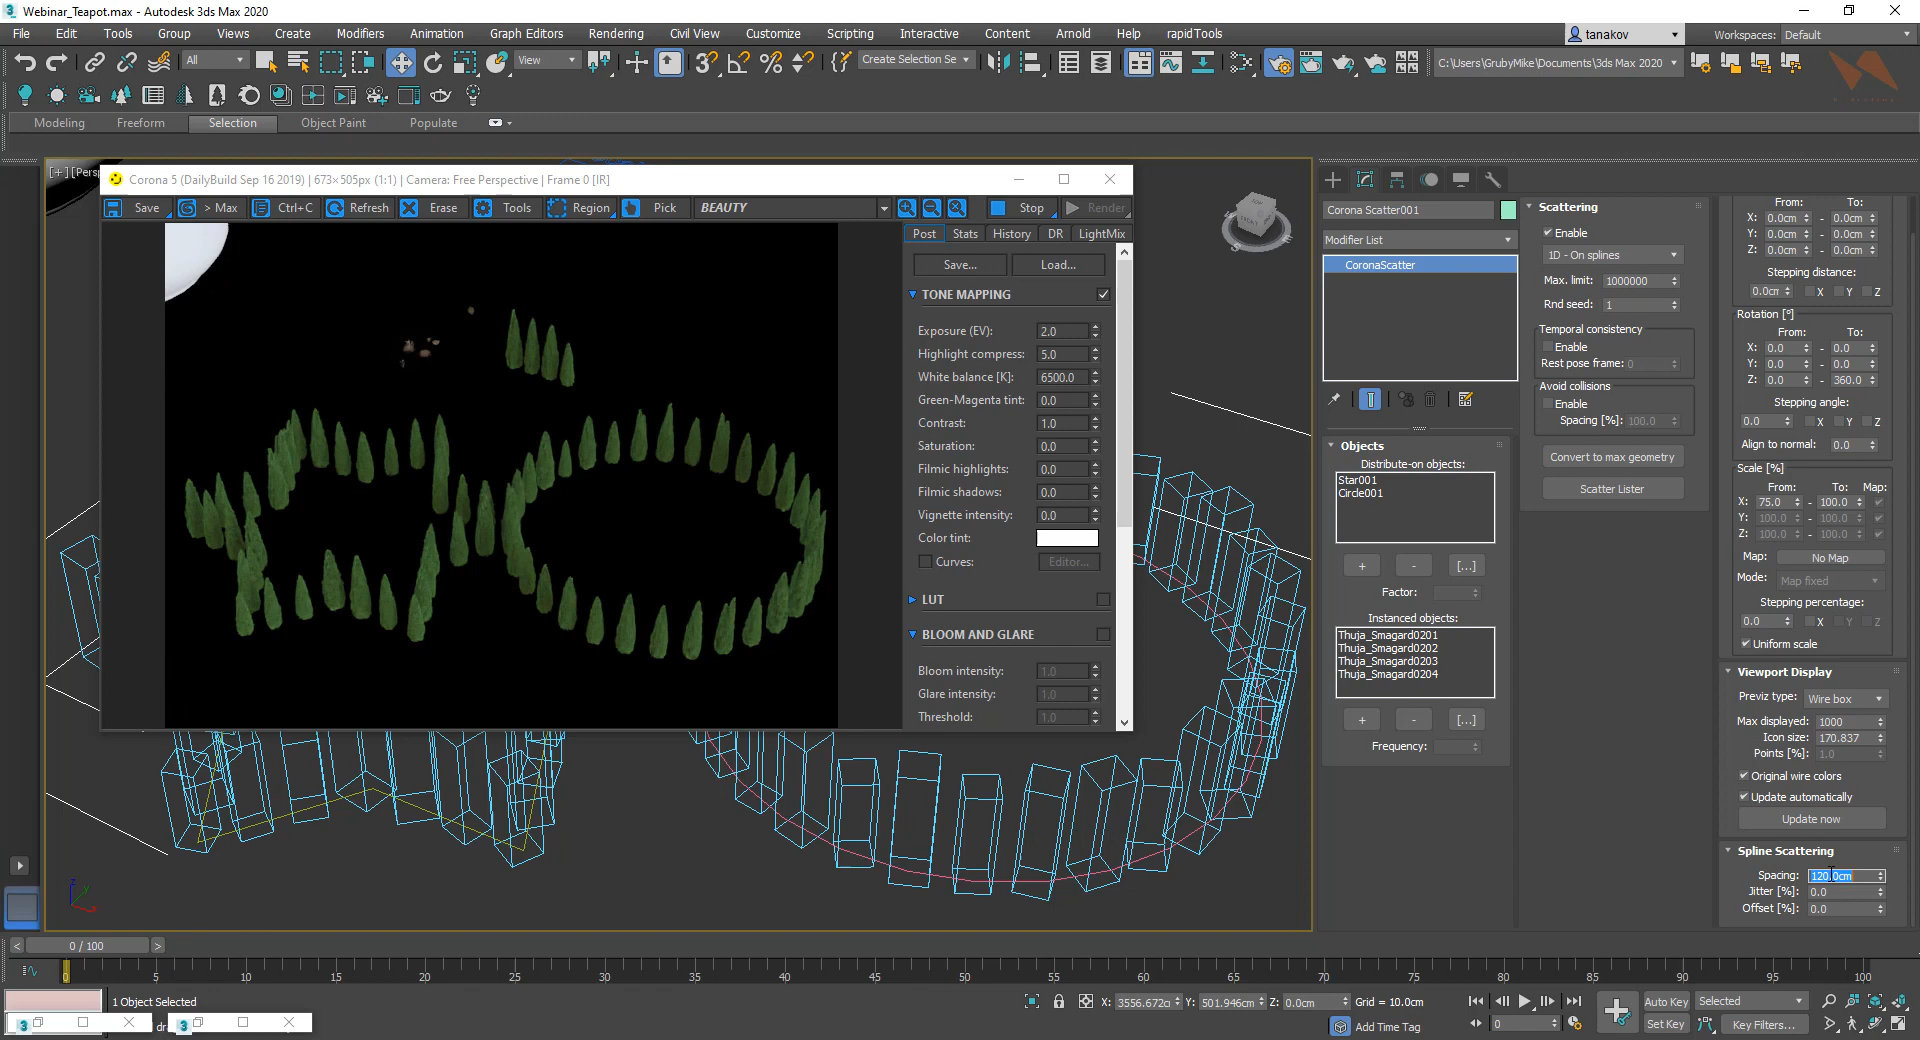 Webinar_Teapot.max - Autodesk 3ds Max 2020
File Edit Tools Group Views Create Modifiers Animation Graph Editors Rendering Civil View Customize Scripting Interactive Content Arnold Help rapidTools
tanakov
Workspaces: Default
All
View
Create Selection Se
C:\Users\GrubyMike\Documents\3ds Max 2020
Modeling Freeform Selection Object Paint Populate
[+] [Persp
Corona 5 (DailyBuild Sep 16 2019) | 673×505px (1:1) | Camera: Free Perspective | Frame 0 [IR]
Save > Max Ctrl+C Refresh Erase Tools Region Pick BEAUTY Stop Render
Post Stats History DR LightMix
Save... Load...
TONE MAPPING
Exposure (EV): 2.0
Highlight compress: 5.0
White balance [K]: 6500.0
Green-Magenta tint: 0.0
Contrast: 1.0
Saturation: 0.0
Filmic highlights: 0.0
Filmic shadows: 0.0
Vignette intensity: 0.0
Color tint:
Curves: Editor...
LUT
BLOOM AND GLARE
Bloom intensity: 1.0
Glare intensity: 1.0
Threshold: 1.0
Corona Scatter001
Modifier List
CoronaScatter
Objects
Distribute-on objects:
Star001
Circle001
+ - [...]
Factor:
Instanced objects:
Thuja_Smagard0201
Thuja_Smagard0202
Thuja_Smagard0203
Thuja_Smagard0204
+ - [...]
Frequency:
Scattering
Enable
1D - On splines
Max. limit: 1000000
Rnd seed: 1
Temporal consistency
Enable
Rest pose frame: 0
Avoid collisions
Enable
Spacing [%]: 100.0
Convert to max geometry
Scatter Lister
From: To:
X: 0.0cm - 0.0cm
Y: 0.0cm - 0.0cm
Z: 0.0cm - 0.0cm
Stepping distance:
0.0cm X Y Z
Rotation [°]
From: To:
X: 0.0 - 0.0
Y: 0.0 - 0.0
Z: 0.0 - 360.0
Stepping angle:
0.0 X Y Z
Align to normal: 0.0
Scale [%]
From: To: Map:
X: 75.0 - 100.0
Y: 100.0 - 100.0
Z: 100.0 - 100.0
Map: No Map
Mode: Map fixed
Stepping percentage:
0.0 X Y Z
Uniform scale
Viewport Display
Previz type: Wire box
Max displayed: 1000
Icon size: 170.837
Points [%]: 1.0
Original wire colors
Update automatically
Update now
Spline Scattering
Spacing: 120.0cm
Jitter [%]: 0.0
Offset [%]: 0.0
< 0 / 100 >
0 5 10 15 20 25 30 35 40 45 50 55 60 65 70 75 80 85 90 95 100
1 Object Selected
X: 3556.672c Y: 501.946cm Z: 0.0cm Grid = 10.0cm
Add Time Tag
0
Auto Key Selected
Set Key Key Filters...